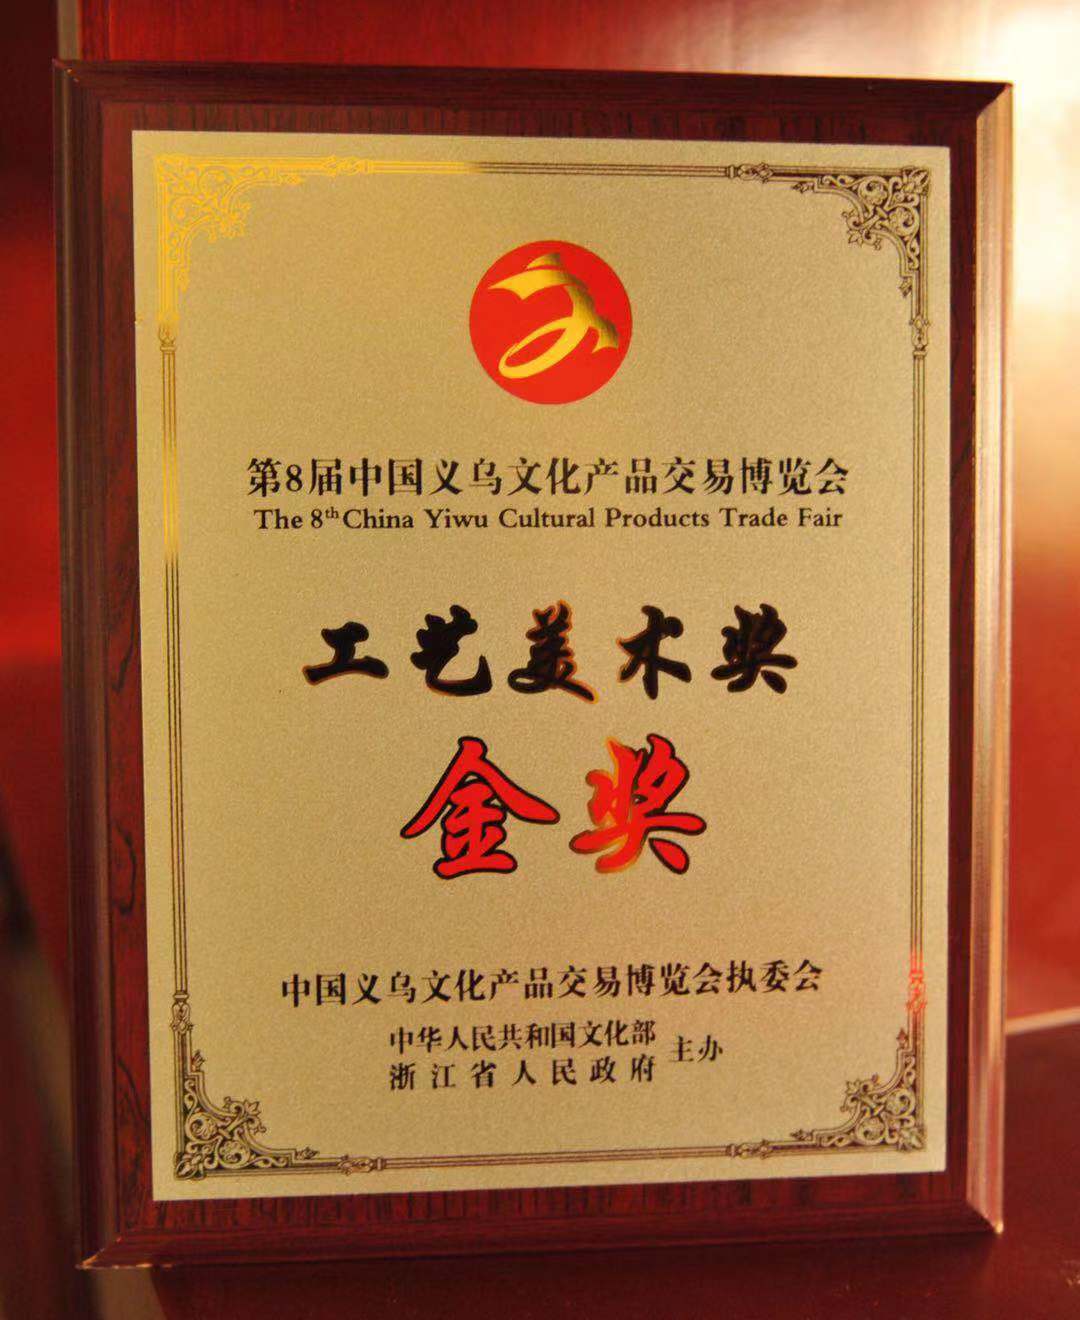 第8届中国义乌文化产品交易博览会
The 8th China Yiwu Cultural Products Trade Fair
工艺美术奖
金奖
中国义乌文化产品交易博览会执委会
中华人民共和国文化部
浙江省人民政府 主办